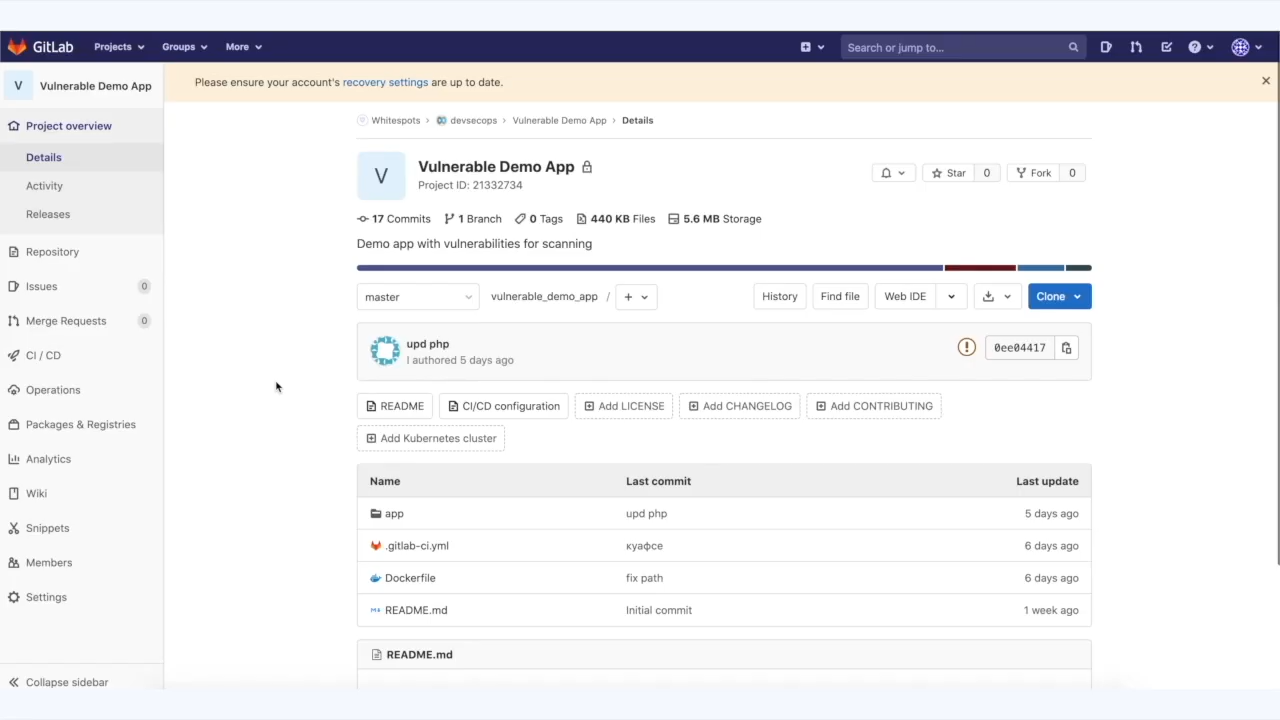 GitLab Projects Groups More Search or jump to...
V Vulnerable Demo App
Please ensure your account's recovery settings are up to date.
Project overview
Details
Activity
Releases
Repository
Issues 0
Merge Requests 0
CI / CD
Operations
Packages & Registries
Analytics
Wiki
Snippets
Members
Settings
Collapse sidebar
Whitespots › devsecops › Vulnerable Demo App › Details
V
Vulnerable Demo App
Project ID: 21332734
Star 0 Fork 0
17 Commits 1 Branch 0 Tags 440 KB Files 5.6 MB Storage
Demo app with vulnerabilities for scanning
master vulnerable_demo_app / + History Find file Web IDE Clone
upd php
I authored 5 days ago
0ee04417
README CI/CD configuration Add LICENSE Add CHANGELOG Add CONTRIBUTING
Add Kubernetes cluster
Name Last commit Last update
app upd php 5 days ago
.gitlab-ci.yml куафсе 6 days ago
Dockerfile fix path 6 days ago
README.md Initial commit 1 week ago
README.md